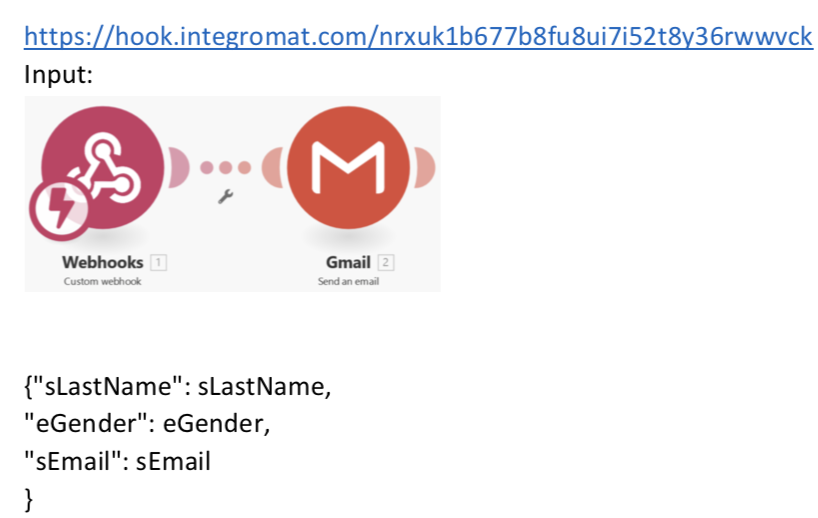 https://hook.integromat.com/nrxuk1b677b8fu8ui7i52t8y36rwwvck
Input:
Webhooks 1
Custom webhook
Gmail 2
Send an email
{"sLastName": sLastName,
"eGender": eGender,
"sEmail": sEmail
}